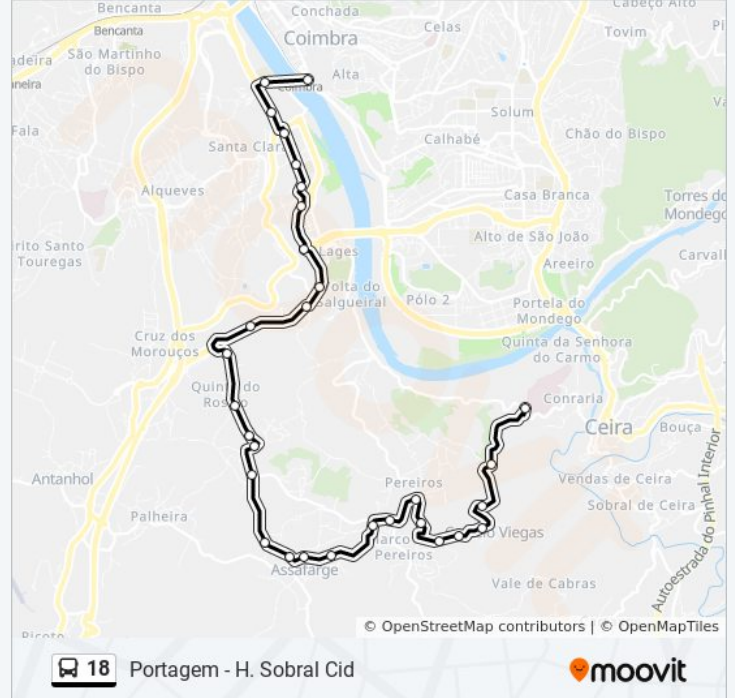 Bencanta
Conchada
Cabeço Alto
Bencanta
Coimbra
Celas
Tovim
São Martinho
do Bispo
Alta
Coimbra
Solum
Fala
Santa Clara
Calhabé
Chão do Bispo
Alqueves
Casa Branca
Torres do
Mondego
Espírito Santo
Touregas
Lages
Alto de São João
Carvall
Areeiro
Volta do
Salgueiral
Pólo 2
Portela do
Mondego
Cruz dos
Morouços
Quinta da Senhora
do Carmo
Quinta do
Conraria
Ceira
Bouça
Antanhol
Pereiros
Vendas de Ceira
Palheira
Sobral de Ceira
Viegas
Pereiros
Assafarge
Vale de Cabras
Autoestrada do Pinhal Interior
© OpenStreetMap contributors | © OpenMapTiles
18 Portagem - H. Sobral Cid
moovit